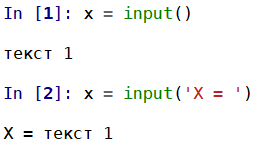 In [1]: x = input()
текст 1
In [2]: x = input('X = ')
X = текст 1